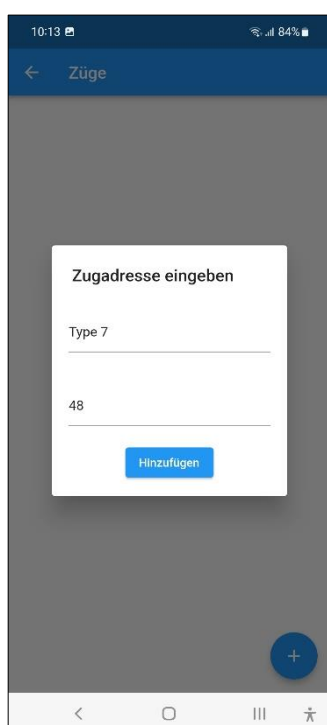 10:13
84%
Züge
Zugadresse eingeben
Type 7
48
Hinzufügen